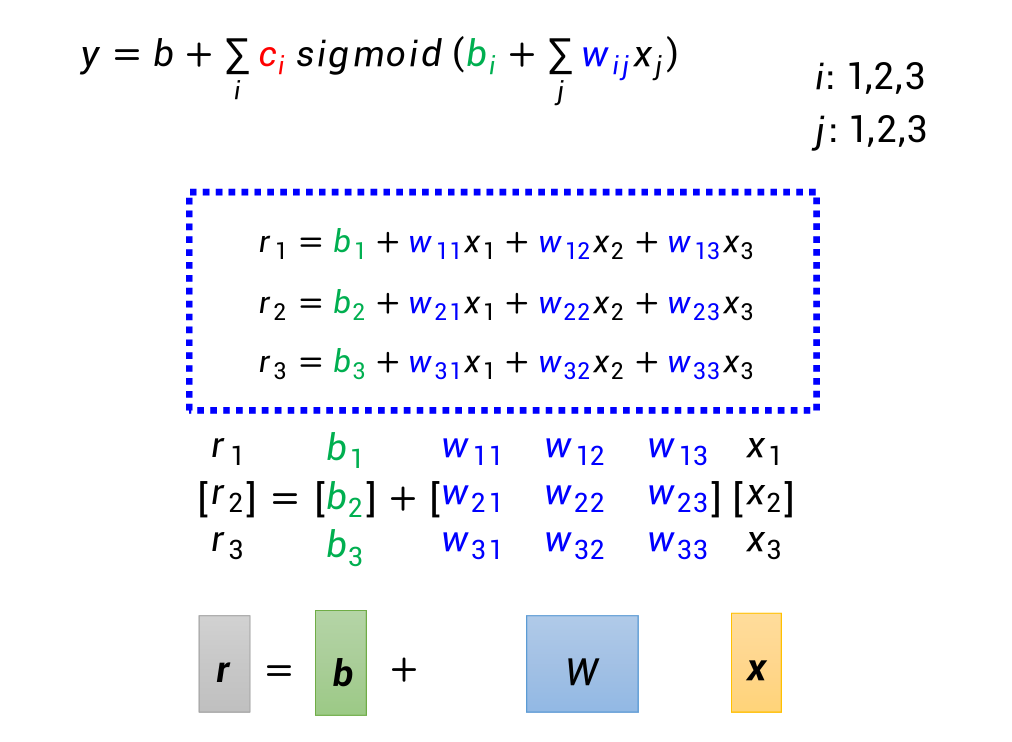 y = b + ∑ᵢ cᵢ sigmoid (bᵢ + ∑ⱼ wᵢⱼxⱼ)
i: 1,2,3
j: 1,2,3
r₁ = b₁ + w₁₁x₁ + w₁₂x₂ + w₁₃x₃
r₂ = b₂ + w₂₁x₁ + w₂₂x₂ + w₂₃x₃
r₃ = b₃ + w₃₁x₁ + w₃₂x₂ + w₃₃x₃
r₁ b₁ w₁₁ w₁₂ w₁₃ x₁
[r₂] = [b₂] + [w₂₁ w₂₂ w₂₃] [x₂]
r₃ b₃ w₃₁ w₃₂ w₃₃ x₃
r = b + W x